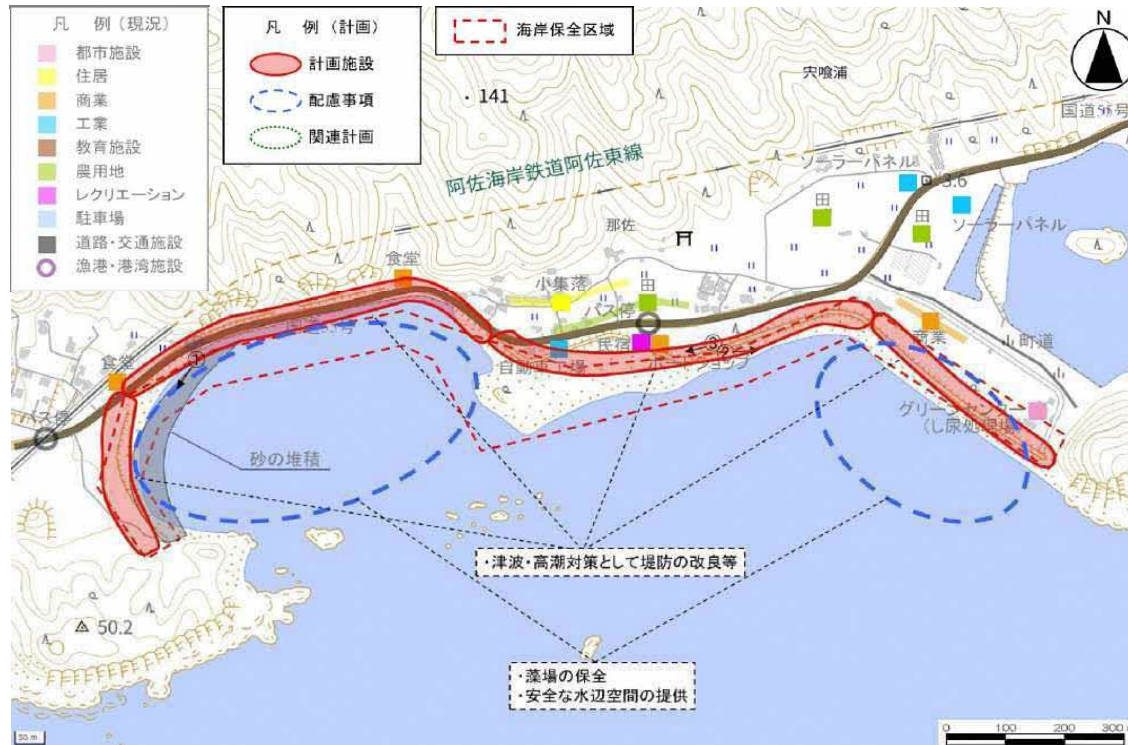 凡 例 (現況)
都市施設
住居
商業
工業
教育施設
農用地
レクリエーション
駐車場
道路・交通施設
漁港・港湾施設
凡 例 (計画)
計画施設
配慮事項
関連計画
海岸保全区域
N
141
宍喰浦
国道55号
阿佐海岸鉄道阿佐東線
ソーラーパネル
3.6
田
田
ソーラーパネル
那佐
食堂
小集落
田
バス停
国道55号
食堂
①
バス停
民宿
③
②
商業
町道
グリーンセンター
(し尿処理場)
砂の堆積
・津波・高潮対策として堤防の改良等
50.2
・藻場の保全
・安全な水辺空間の提供
50 m
0 100 200 300